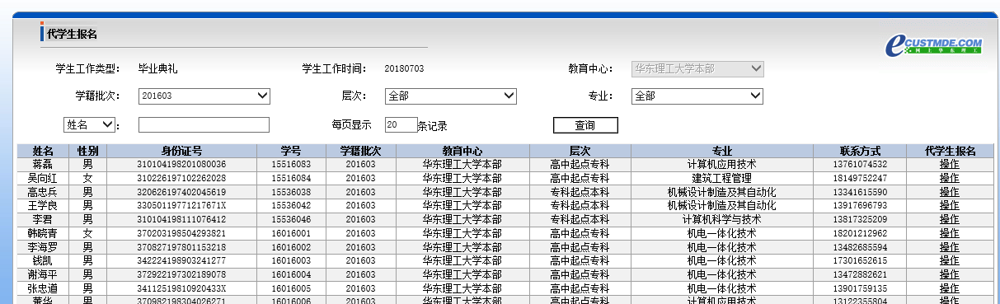 代学生报名
ecustmde.com
网上华东理工
学生工作类型： 毕业典礼 学生工作时间： 20180703 教育中心： 华东理工大学本部
学籍批次： 201603 层次： 全部 专业： 全部
姓名 ： 每页显示 20 条记录 查询
姓名 性别 身份证号 学号 学籍批次 教育中心 层次 专业 联系方式 代学生报名
蒋磊 男 310104198201080036 15516083 201603 华东理工大学本部 高中起点专科 计算机应用技术 13761074532 操作
吴向红 女 310226197102262028 15516084 201603 华东理工大学本部 高中起点专科 建筑工程管理 18149752247 操作
高忠兵 男 320626197402045619 15536038 201603 华东理工大学本部 专科起点本科 机械设计制造及其自动化 13341615590 操作
王学良 男 33050119771217671X 15536042 201603 华东理工大学本部 专科起点本科 机械设计制造及其自动化 13917696793 操作
李君 男 310104198111076412 15536046 201603 华东理工大学本部 专科起点本科 计算机科学与技术 13817325209 操作
韩晓青 女 370203198504293821 16016001 201603 华东理工大学本部 高中起点专科 机电一体化技术 18201212962 操作
李海罗 男 370827197801153218 16016002 201603 华东理工大学本部 高中起点专科 机电一体化技术 13482685594 操作
钱凯 男 342224198903241277 16016003 201603 华东理工大学本部 高中起点专科 机电一体化技术 17301652615 操作
谢海平 男 372922197302189078 16016004 201603 华东理工大学本部 高中起点专科 机电一体化技术 13472882621 操作
张忠道 男 34112519810920433X 16016005 201603 华东理工大学本部 高中起点专科 机电一体化技术 13901759135 操作
董华 男 370982198304026271 16016006 201603 华东理工大学本部 高中起点专科 计算机应用技术 13122355804 操作